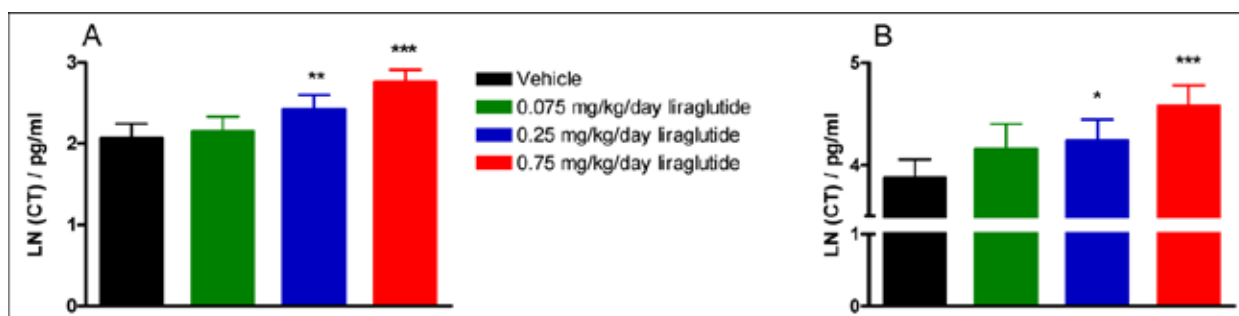 A
LN (CT) / pg/ml
3
2
1
0
**
***
Vehicle
0.075 mg/kg/day liraglutide
0.25 mg/kg/day liraglutide
0.75 mg/kg/day liraglutide
B
LN (CT) / pg/ml
5
4
1
0
*
***